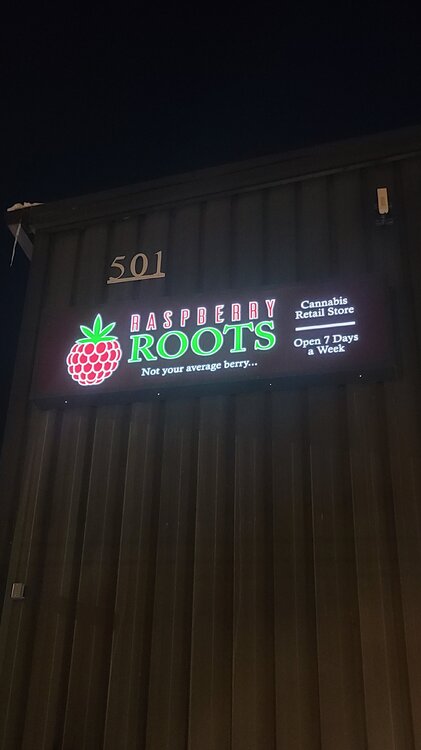 501
RASPBERRY
ROOTS
Not your average berry...
Cannabis
Retail Store
Open 7 Days
a Week